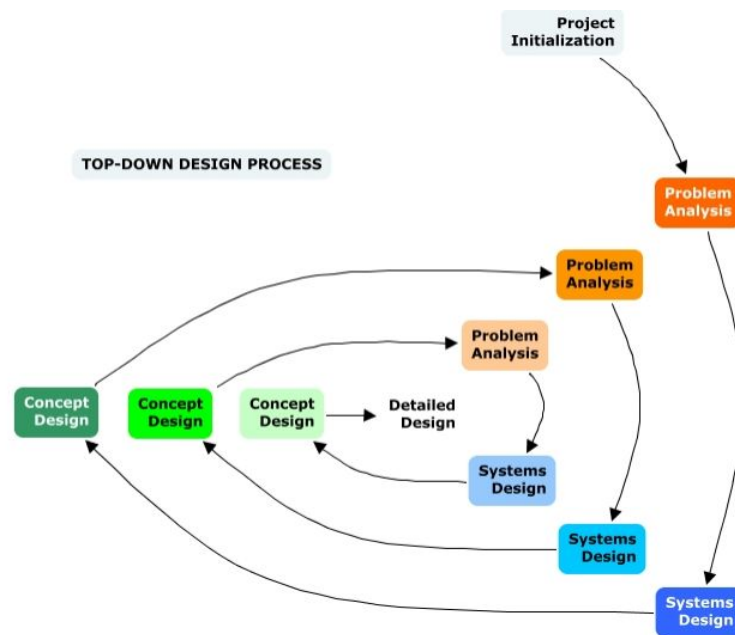 Project
Initialization
TOP-DOWN DESIGN PROCESS
Problem
Analysis
Problem
Analysis
Problem
Analysis
Concept
Design
Concept
Design
Concept
Design
Detailed
Design
Systems
Design
Systems
Design
Systems
Design